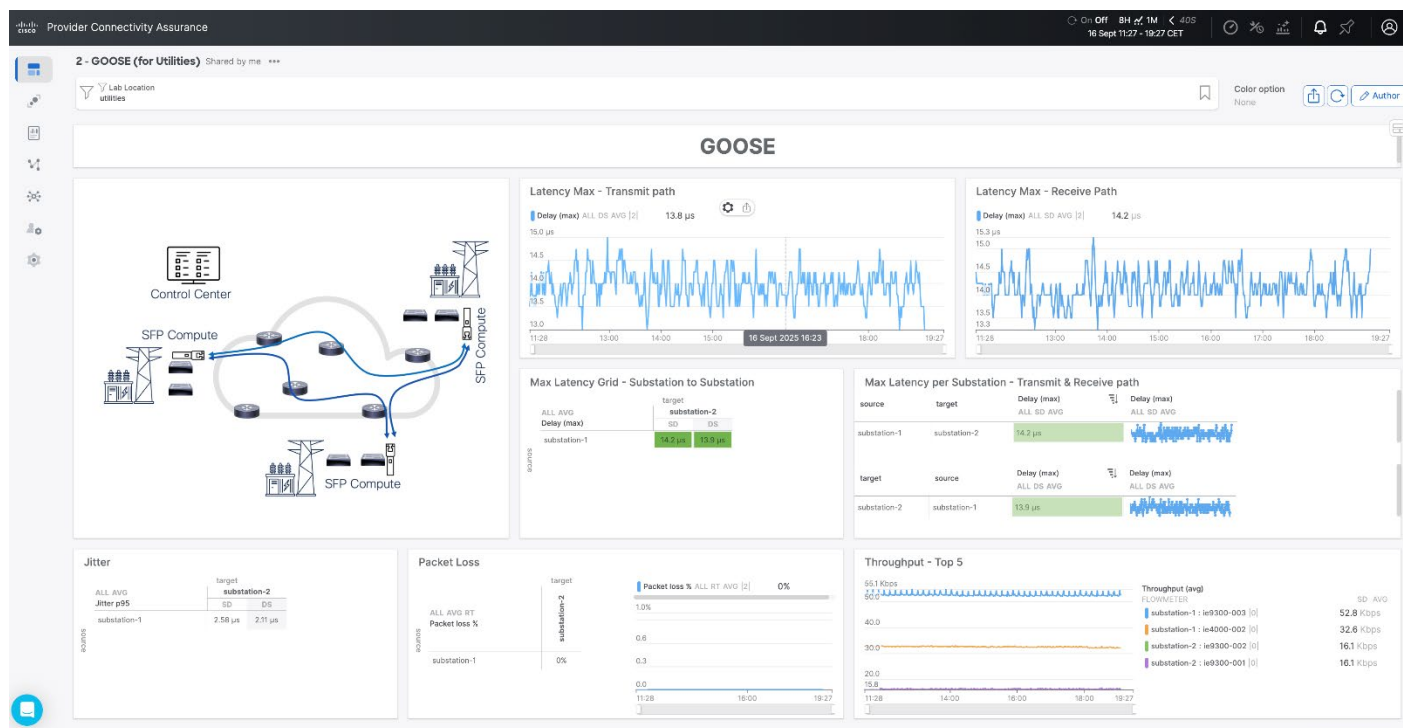 cisco Provider Connectivity Assurance
On Off 8H 1M < 40S
16 Sept 11:27 - 19:27 CET
2 - GOOSE (for Utilities) Shared by me •••
Lab Location
utilities
Color option
None
Author
GOOSE
Control Center
SFP Compute
SFP Compute
SFP Compute
Latency Max - Transmit path
Delay (max) ALL DS AVG |2| 13.8 µs
15.0 µs
14.5
14.0
13.5
13.0
11:28 13:00 14:00 15:00 16 Sept 2025 16:23 18:00 19:27
Latency Max - Receive Path
Delay (max) ALL SD AVG |2| 14.2 µs
15.3 µs
15.0
14.5
14.0
13.5
13.3
11:28 13:00 14:00 15:00 16:00 17:00 18:00 19:27
Max Latency Grid - Substation to Substation
target
ALL AVG substation-2
Delay (max) SD DS
substation-1 14.2 µs 13.9 µs
source
Max Latency per Substation - Transmit & Receive path
source target Delay (max) Delay (max)
ALL SD AVG ALL SD AVG
substation-1 substation-2 14.2 µs
target source Delay (max) Delay (max)
ALL DS AVG ALL DS AVG
substation-2 substation-1 13.9 µs
Jitter
target
ALL AVG substation-2
Jitter p95 SD DS
substation-1 2.58 µs 2.11 µs
source
Packet Loss
target
substation-2
ALL AVG RT
Packet loss %
source
substation-1 0%
Packet loss % ALL RT AVG |2| 0%
1.0%
0.6
0.3
0.0
11:28 16:00 19:27
Throughput - Top 5
55.1 Kbps
50.0
40.0
30.0
20.0
15.8
11:28 14:00 16:00 18:00 19:27
Throughput (avg)
FLOWMETER SD AVG
substation-1 : ie9300-003 |0| 52.8 Kbps
substation-1 : ie4000-002 |0| 32.6 Kbps
substation-2 : ie9300-002 |0| 16.1 Kbps
substation-2 : ie9300-001 |0| 16.1 Kbps